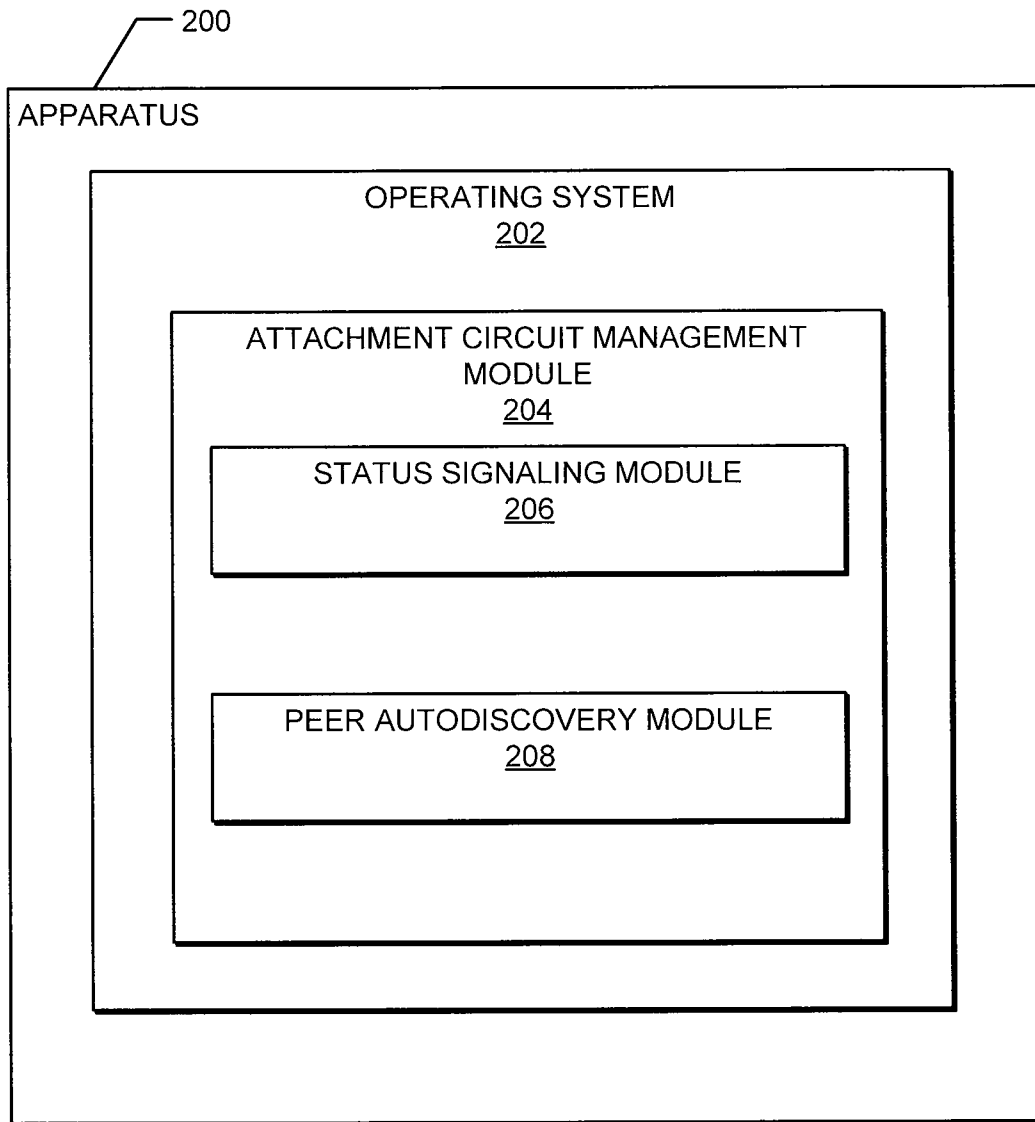 200
APPARATUS
OPERATING SYSTEM
202
ATTACHMENT CIRCUIT MANAGEMENT
MODULE
204
STATUS SIGNALING MODULE
206
PEER AUTODISCOVERY MODULE
208